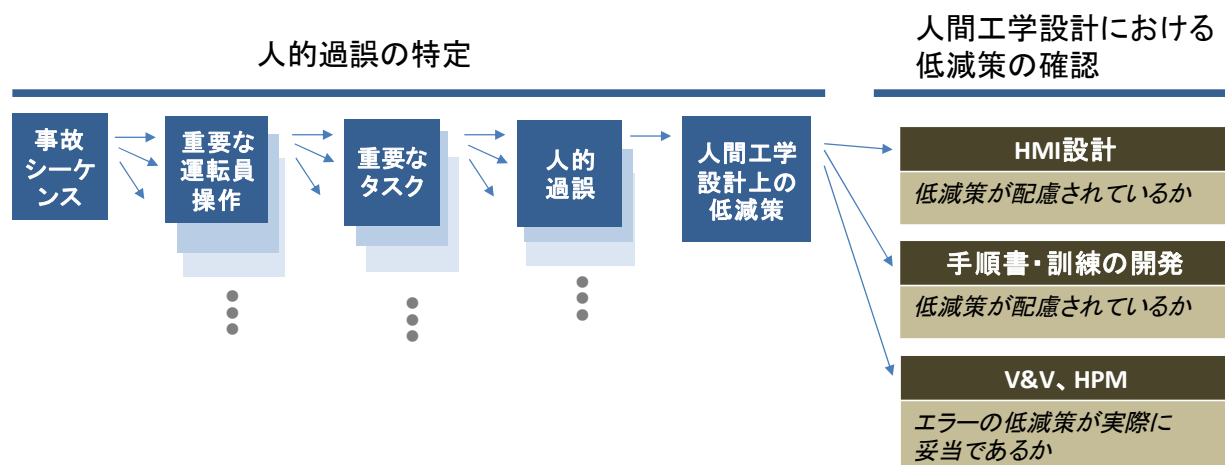 人的過誤の特定
人間工学設計における
低減策の確認
事故
シーケ
ンス
重要な
運転員
操作
重要な
タスク
人的
過誤
人間工学
設計上の
低減策
HMI設計
低減策が配慮されているか
手順書・訓練の開発
低減策が配慮されているか
V&V、HPM
エラーの低減策が実際に
妥当であるか